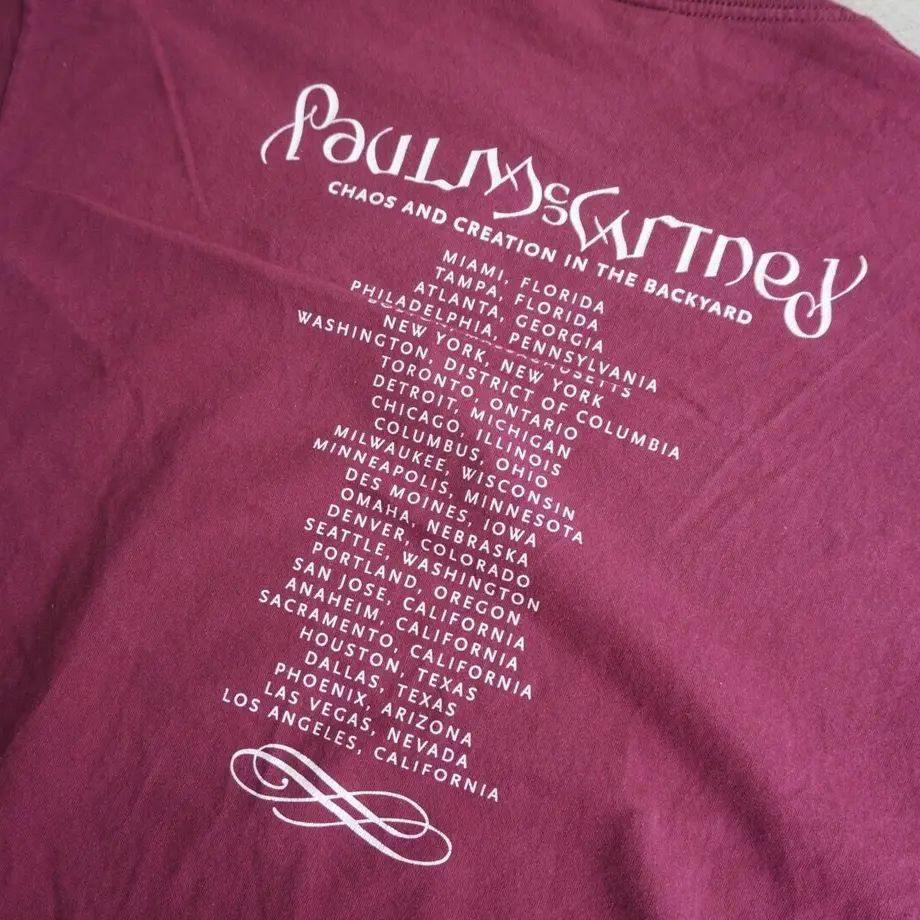 Paul McCartney
CHAOS AND CREATION IN THE BACKYARD
MIAMI, FLORIDA
TAMPA, FLORIDA
ATLANTA, GEORGIA
PHILADELPHIA, PENNSYLVANIA
NEW YORK, NEW YORK
WASHINGTON, DISTRICT OF COLUMBIA
TORONTO, ONTARIO
DETROIT, MICHIGAN
CHICAGO, ILLINOIS
COLUMBUS, OHIO
MILWAUKEE, WISCONSIN
MINNEAPOLIS, MINNESOTA
DES MOINES, IOWA
OMAHA, NEBRASKA
DENVER, COLORADO
SEATTLE, WASHINGTON
PORTLAND, OREGON
SAN JOSE, CALIFORNIA
ANAHEIM, CALIFORNIA
SACRAMENTO, CALIFORNIA
HOUSTON, TEXAS
DALLAS, TEXAS
PHOENIX, ARIZONA
LAS VEGAS, NEVADA
LOS ANGELES, CALIFORNIA